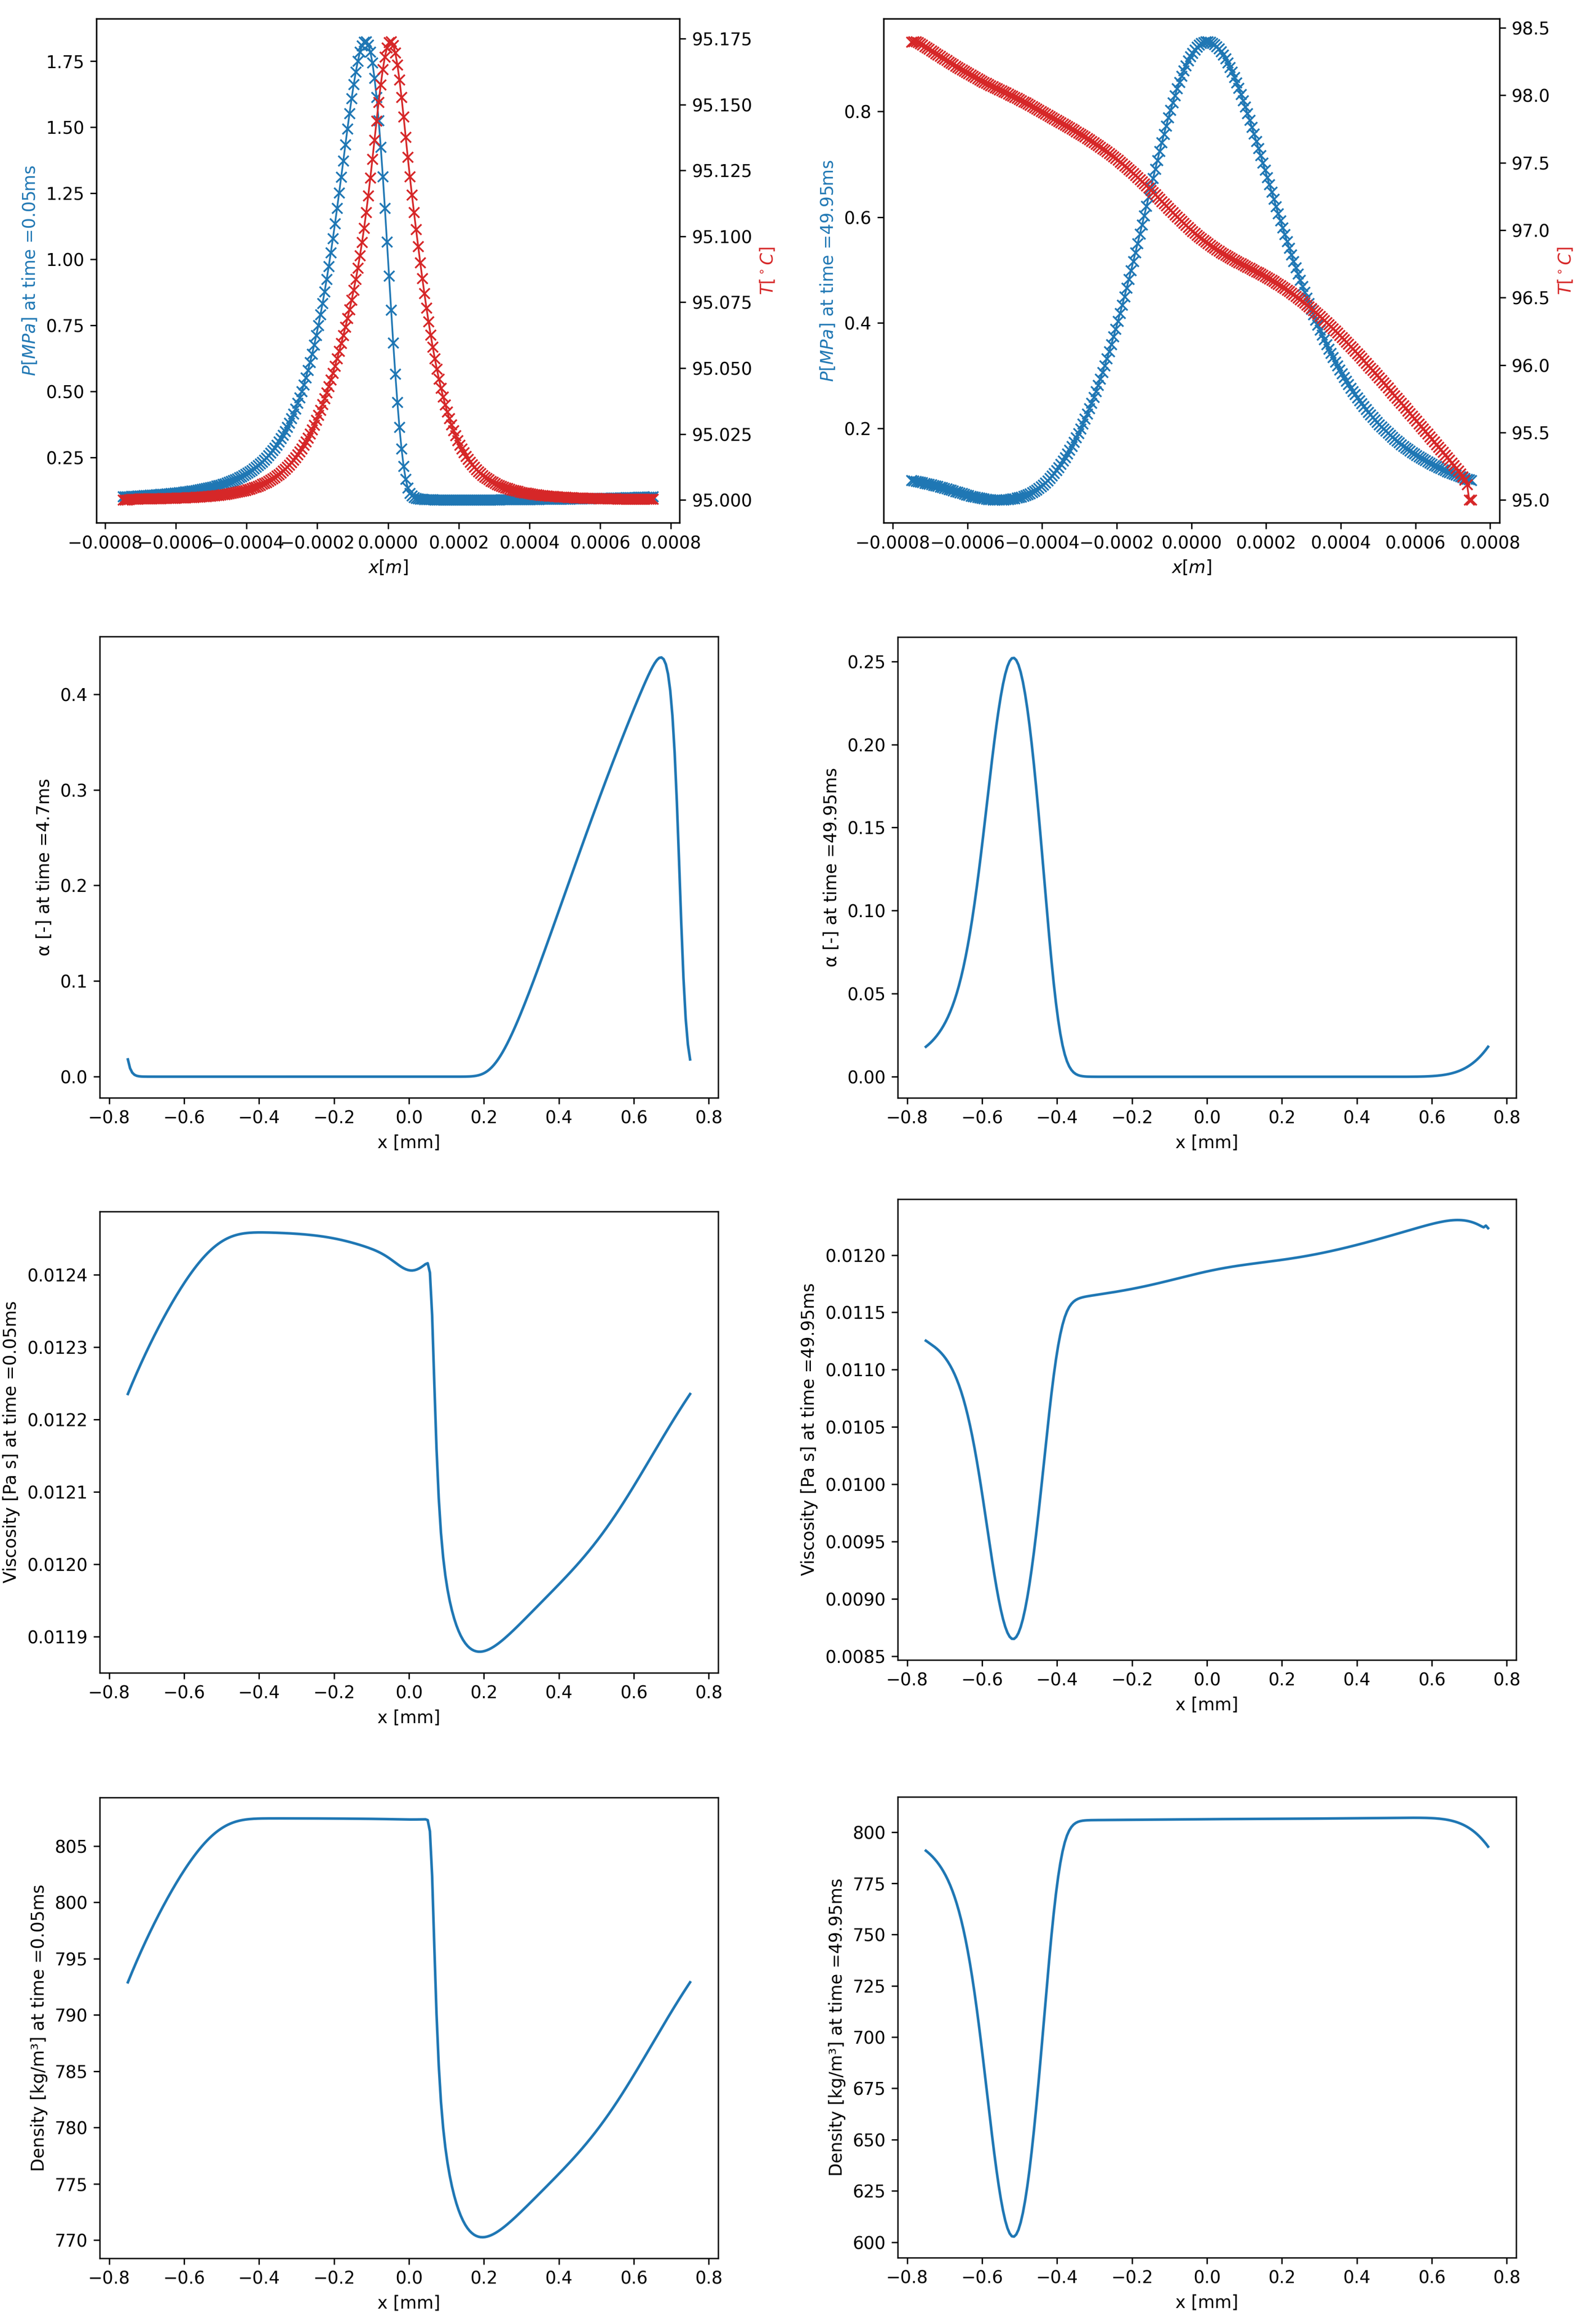 P[MPa] at time =0.05ms
1.75
1.50
1.25
1.00
0.75
0.50
0.25
95.175
95.150
95.125
95.100
95.075
95.050
95.025
95.000
T[°C]
−0.0008−0.0006−0.0004−0.0002 0.0000 0.0002 0.0004 0.0006 0.0008
x[m]
P[MPa] at time =49.95ms
0.8
0.6
0.4
0.2
98.5
98.0
97.5
97.0
96.5
96.0
95.5
95.0
T[°C]
−0.0008−0.0006−0.0004−0.0002 0.0000 0.0002 0.0004 0.0006 0.0008
x[m]
α [-] at time =4.7ms
0.4
0.3
0.2
0.1
0.0
−0.8 −0.6 −0.4 −0.2 0.0 0.2 0.4 0.6 0.8
x [mm]
α [-] at time =49.95ms
0.25
0.20
0.15
0.10
0.05
0.00
−0.8 −0.6 −0.4 −0.2 0.0 0.2 0.4 0.6 0.8
x [mm]
Viscosity [Pa s] at time =0.05ms
0.0124
0.0123
0.0122
0.0121
0.0120
0.0119
−0.8 −0.6 −0.4 −0.2 0.0 0.2 0.4 0.6 0.8
x [mm]
Viscosity [Pa s] at time =49.95ms
0.0120
0.0115
0.0110
0.0105
0.0100
0.0095
0.0090
0.0085
−0.8 −0.6 −0.4 −0.2 0.0 0.2 0.4 0.6 0.8
x [mm]
Density [kg/m³] at time =0.05ms
805
800
795
790
785
780
775
770
−0.8 −0.6 −0.4 −0.2 0.0 0.2 0.4 0.6 0.8
x [mm]
Density [kg/m³] at time =49.95ms
800
775
750
725
700
675
650
625
600
−0.8 −0.6 −0.4 −0.2 0.0 0.2 0.4 0.6 0.8
x [mm]